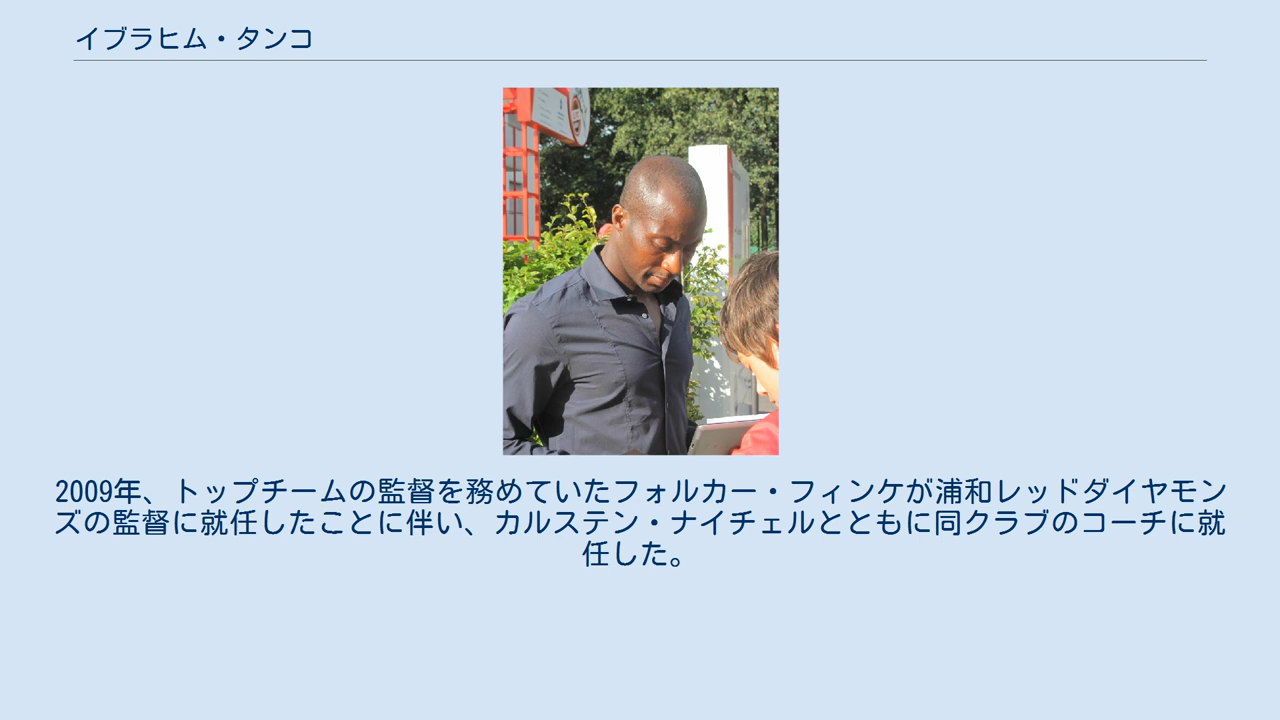 イブラヒム・タンコ
2009年、トップチームの監督を務めていたフォルカー・フィンケが浦和レッドダイヤモン
ズの監督に就任したことに伴い、カルステン・ナイチェルとともに同クラブのコーチに就
任した。